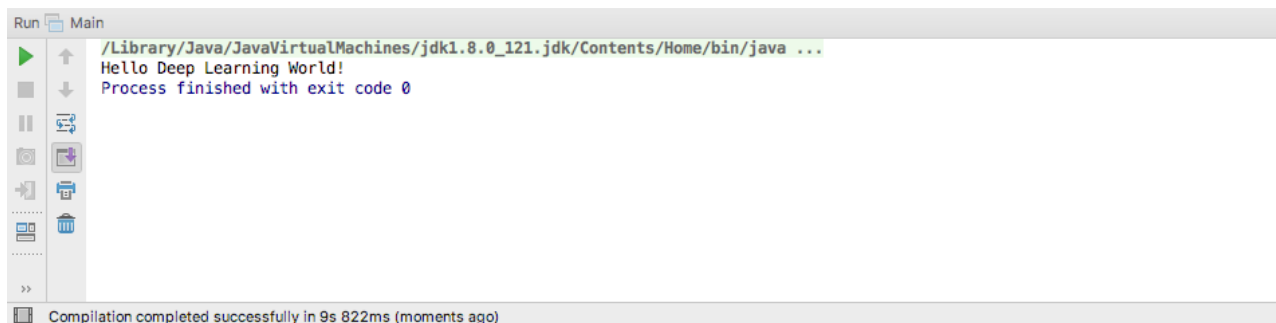 Run Main
/Library/Java/JavaVirtualMachines/jdk1.8.0_121.jdk/Contents/Home/bin/java ...
Hello Deep Learning World!
Process finished with exit code 0
>>
Compilation completed successfully in 9s 822ms (moments ago)